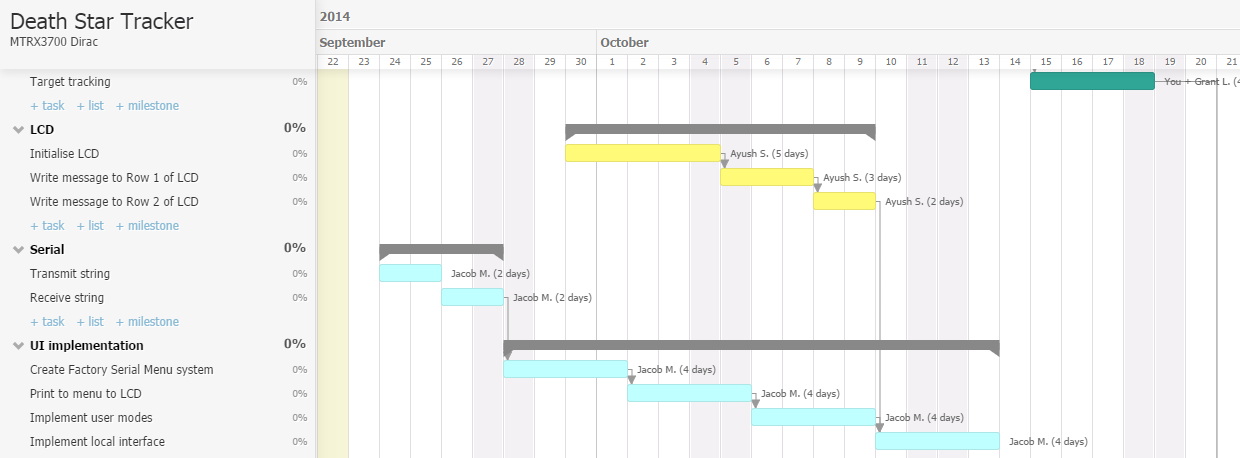 Death Star Tracker
MTRX3700 Dirac
2014
September October
22 23 24 25 26 27 28 29 30 1 2 3 4 5 6 7 8 9 10 11 12 13 14 15 16 17 18 19 20 21
Target tracking 0% You + Grant L. (4
+ task + list + milestone
LCD 0%
Initialise LCD 0% Ayush S. (5 days)
Write message to Row 1 of LCD 0% Ayush S. (3 days)
Write message to Row 2 of LCD 0% Ayush S. (2 days)
+ task + list + milestone
Serial 0%
Transmit string 0% Jacob M. (2 days)
Receive string 0% Jacob M. (2 days)
+ task + list + milestone
UI implementation 0%
Create Factory Serial Menu system 0% Jacob M. (4 days)
Print to menu to LCD 0% Jacob M. (4 days)
Implement user modes 0% Jacob M. (4 days)
Implement local interface 0% Jacob M. (4 days)